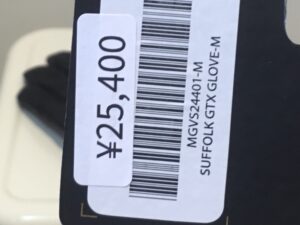 ¥25,400
MGVS24401-M
SUFFOLK GTX GLOVE-M